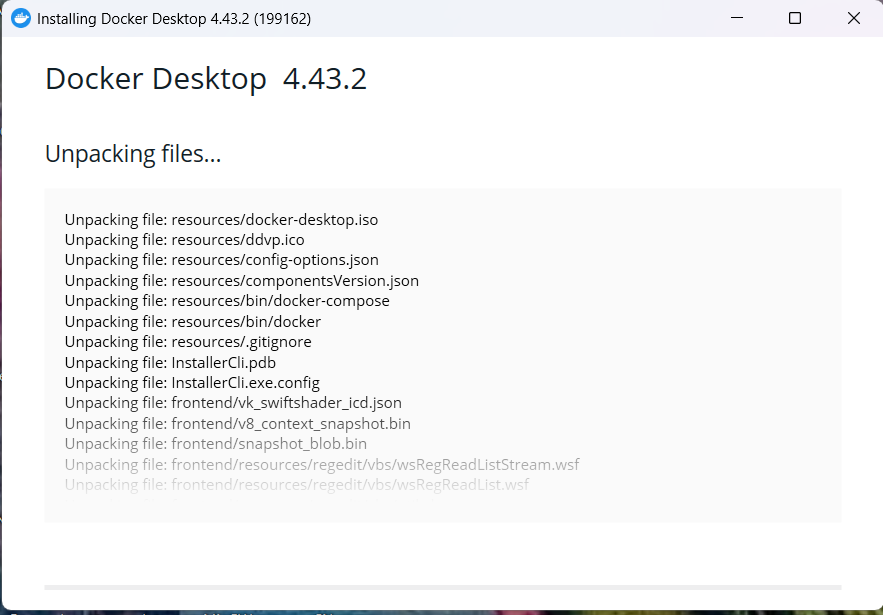 Installing Docker Desktop 4.43.2 (199162)
Docker Desktop 4.43.2
Unpacking files...
Unpacking file: resources/docker-desktop.iso
Unpacking file: resources/ddvp.ico
Unpacking file: resources/config-options.json
Unpacking file: resources/componentsVersion.json
Unpacking file: resources/bin/docker-compose
Unpacking file: resources/bin/docker
Unpacking file: resources/.gitignore
Unpacking file: InstallerCli.pdb
Unpacking file: InstallerCli.exe.config
Unpacking file: frontend/vk_swiftshader_icd.json
Unpacking file: frontend/v8_context_snapshot.bin
Unpacking file: frontend/snapshot_blob.bin
Unpacking file: frontend/resources/regedit/vbs/wsRegReadListStream.wsf
Unpacking file: frontend/resources/regedit/vbs/wsRegReadList.wsf